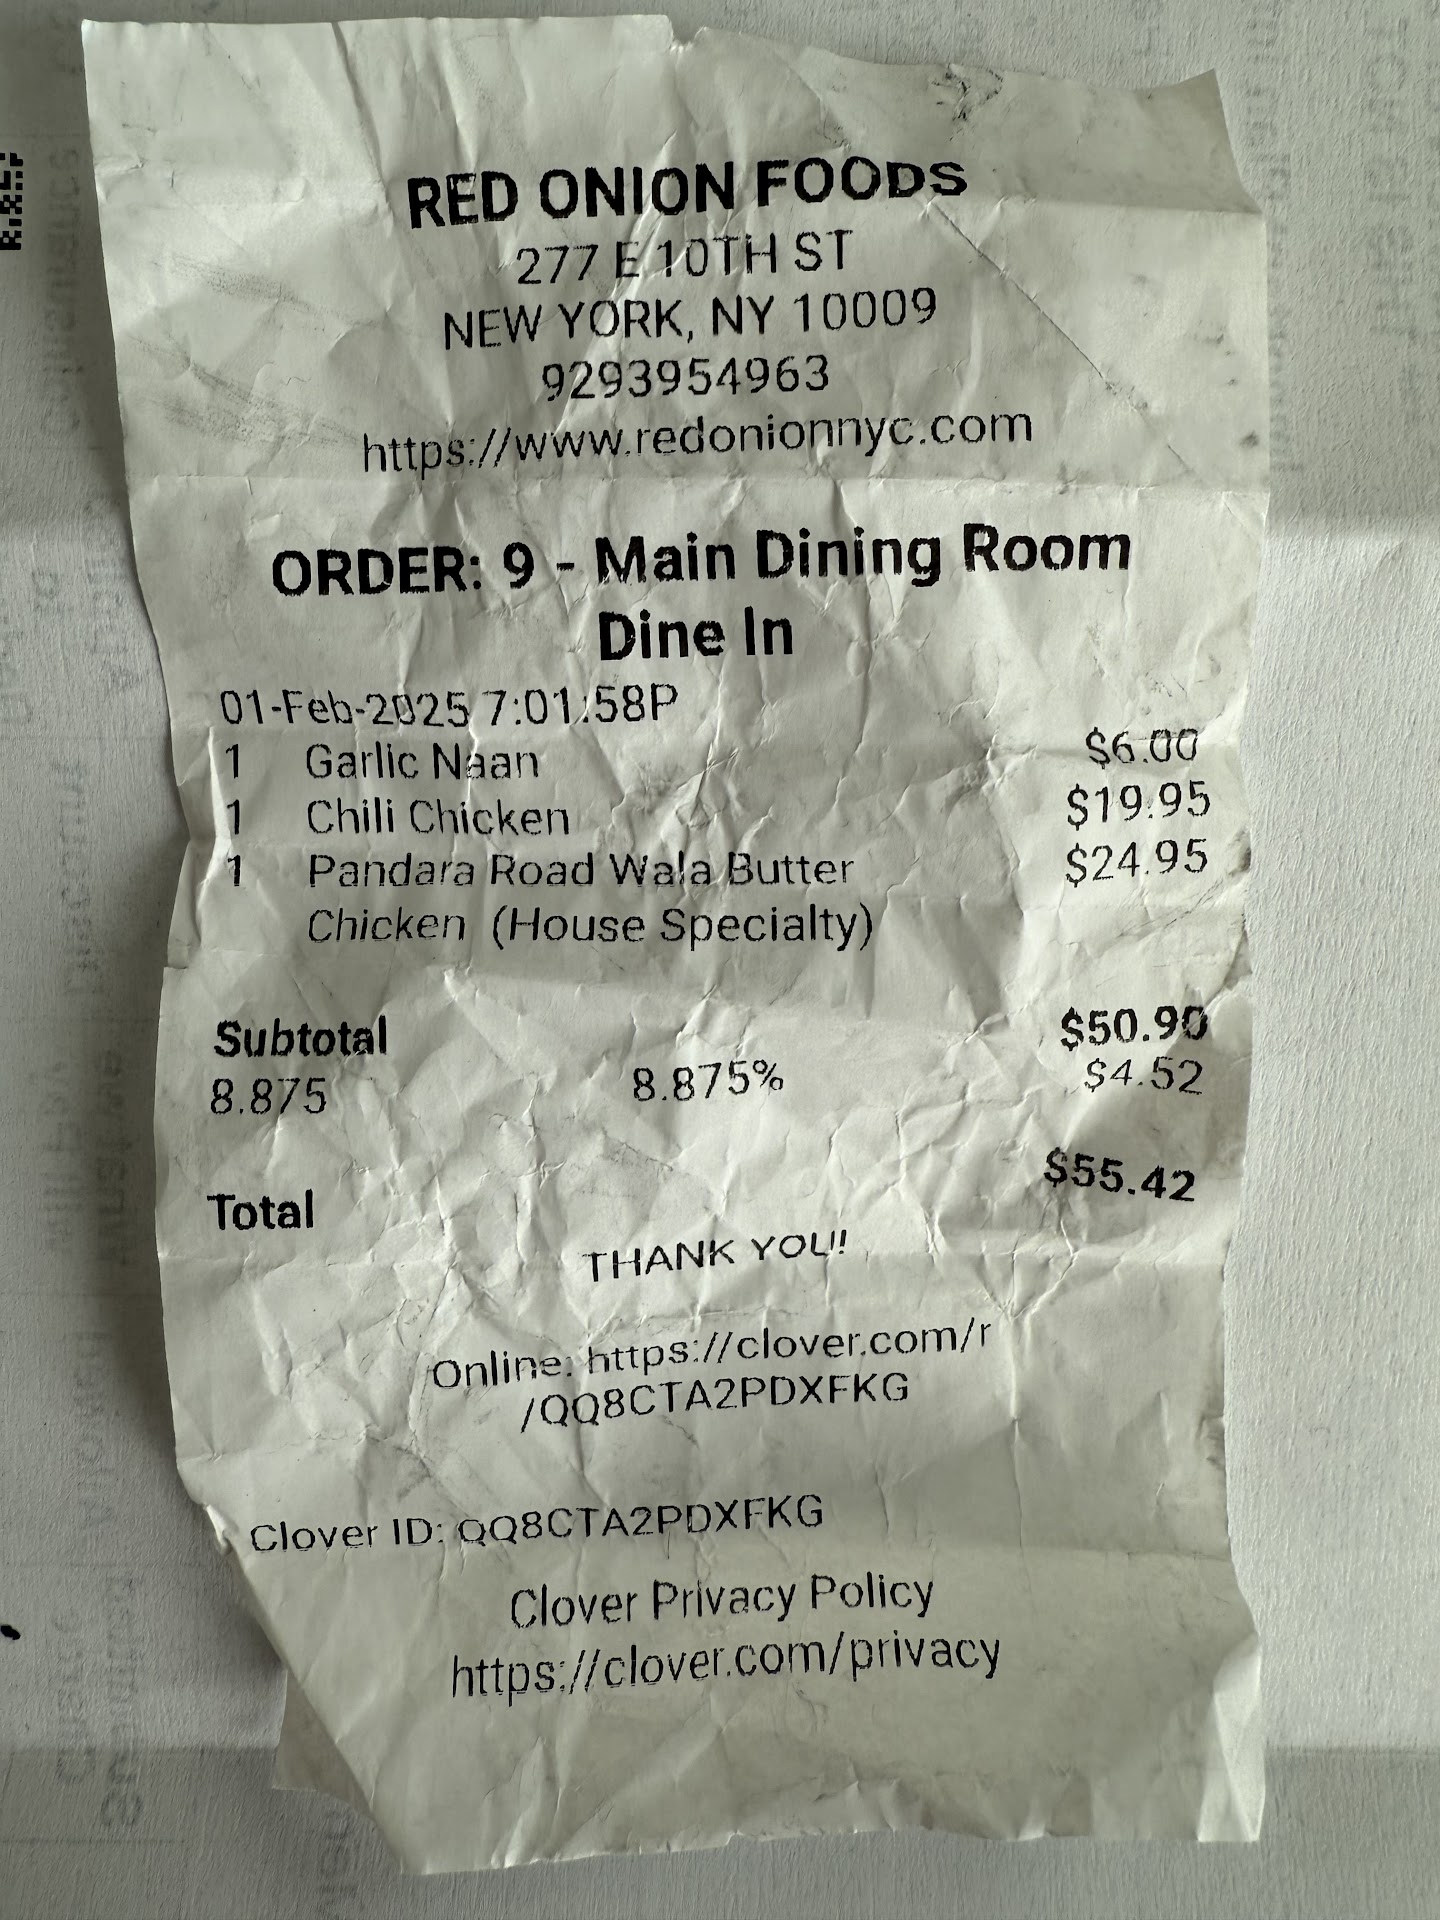 RED ONION FOODS
277 E 10TH ST
NEW YORK, NY 10009
9293954963
https://www.redonionnyc.com
ORDER: 9 - Main Dining Room
Dine In
01-Feb-2025 7:01:58P
1 Garlic Naan $6.00
1 Chili Chicken $19.95
1 Pandara Road Wala Butter $24.95
Chicken (House Specialty)
Subtotal $50.90
8.875 8.875% $4.52
Total $55.42
THANK YOU!!
Online: https://clover.com/r
/QQ8CTA2PDXFKG
Clover ID: QQ8CTA2PDXFKG
Clover Privacy Policy
https://clover.com/privacy